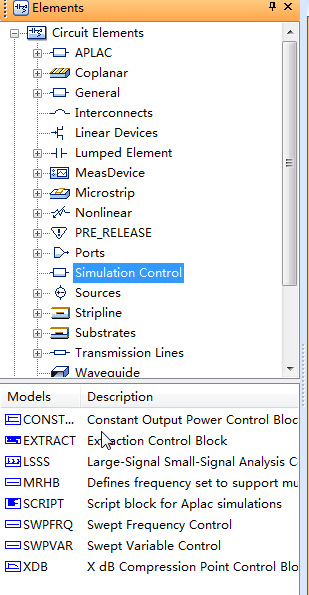 Elements
Circuit Elements
APLAC
Coplanar
General
Interconnects
Linear Devices
Lumped Element
MeasDevice
Microstrip
Nonlinear
PRE_RELEASE
Ports
Simulation Control
Sources
Stripline
Substrates
Transmission Lines
Waveguide
Models Description
CONST... Constant Output Power Control Bloc
EXTRACT Extraction Control Block
LSSS Large-Signal Small-Signal Analysis C
MRHB Defines frequency set to support mu
SCRIPT Script block for Aplac simulations
SWPFRQ Swept Frequency Control
SWPVAR Swept Variable Control
XDB X dB Compression Point Control Blo